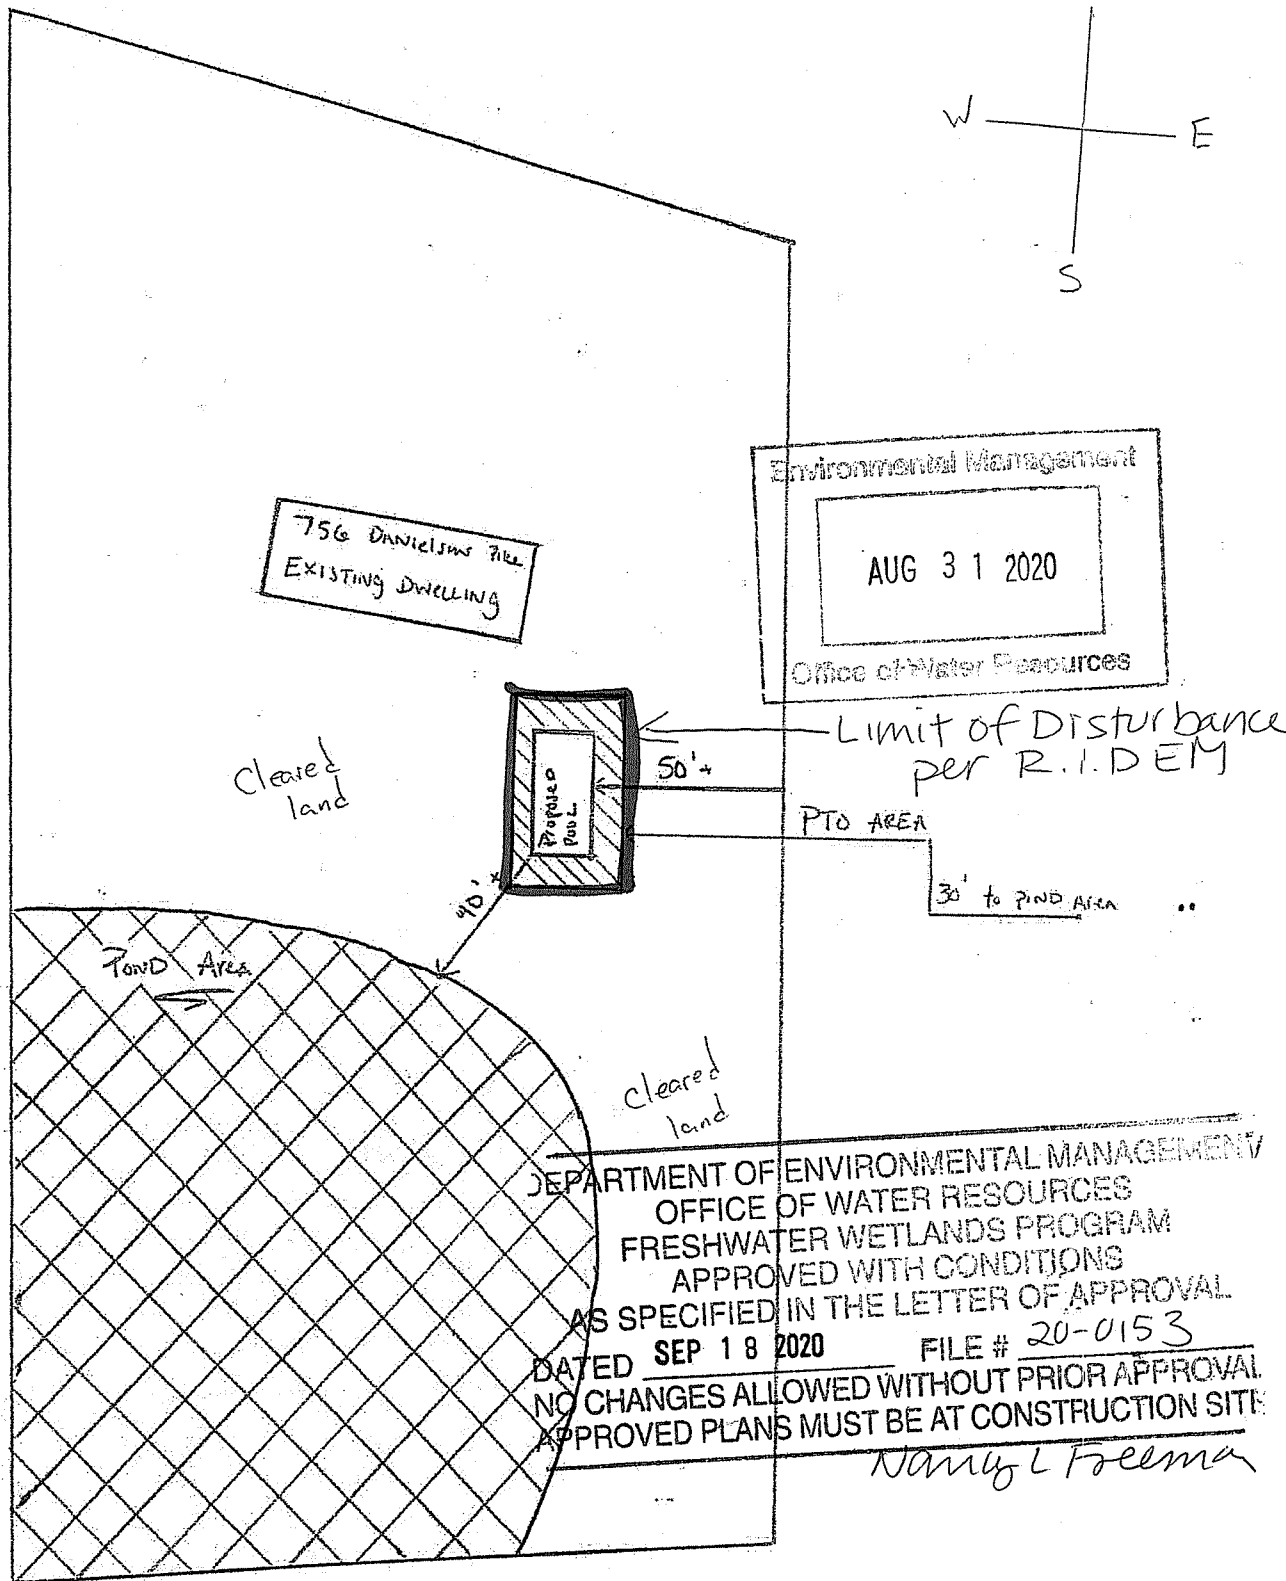 W
E
S
Environmental Management
AUG 31 2020
Office of Water Resources
756 Danielson Pike
Existing Dwelling
Limit of Disturbance
per R.I.DEM
50'+
Proposed
Pool
Cleared
land
PTO AREA
30' to POND Area
40'+
Pond Area
Cleared
land
DEPARTMENT OF ENVIRONMENTAL MANAGEMENT
OFFICE OF WATER RESOURCES
FRESHWATER WETLANDS PROGRAM
APPROVED WITH CONDITIONS
AS SPECIFIED IN THE LETTER OF APPROVAL
DATED SEP 18 2020 FILE # 20-0153
NO CHANGES ALLOWED WITHOUT PRIOR APPROVAL
APPROVED PLANS MUST BE AT CONSTRUCTION SITE
Nancy L Freeman